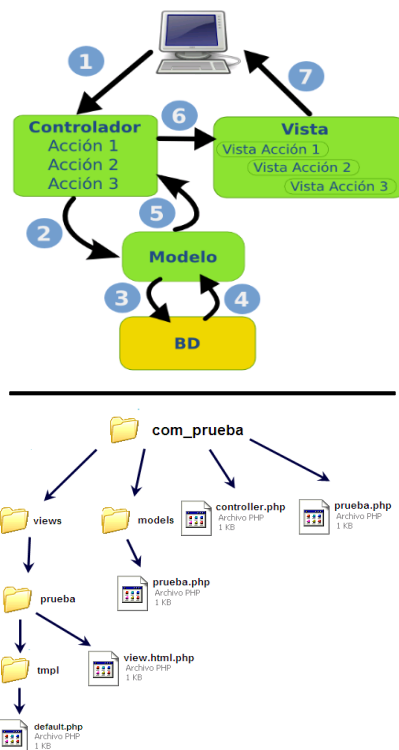 1
7
Controlador
Acción 1
Acción 2
Acción 3
6
Vista
Vista Acción 1
Vista Acción 2
Vista Acción 3
2
5
Modelo
3
4
BD
com_prueba
views
models
controller.php
Archivo PHP
1 KB
prueba.php
Archivo PHP
1 KB
prueba.php
Archivo PHP
1 KB
prueba
view.html.php
Archivo PHP
1 KB
tmpl
default.php
Archivo PHP
1 KB